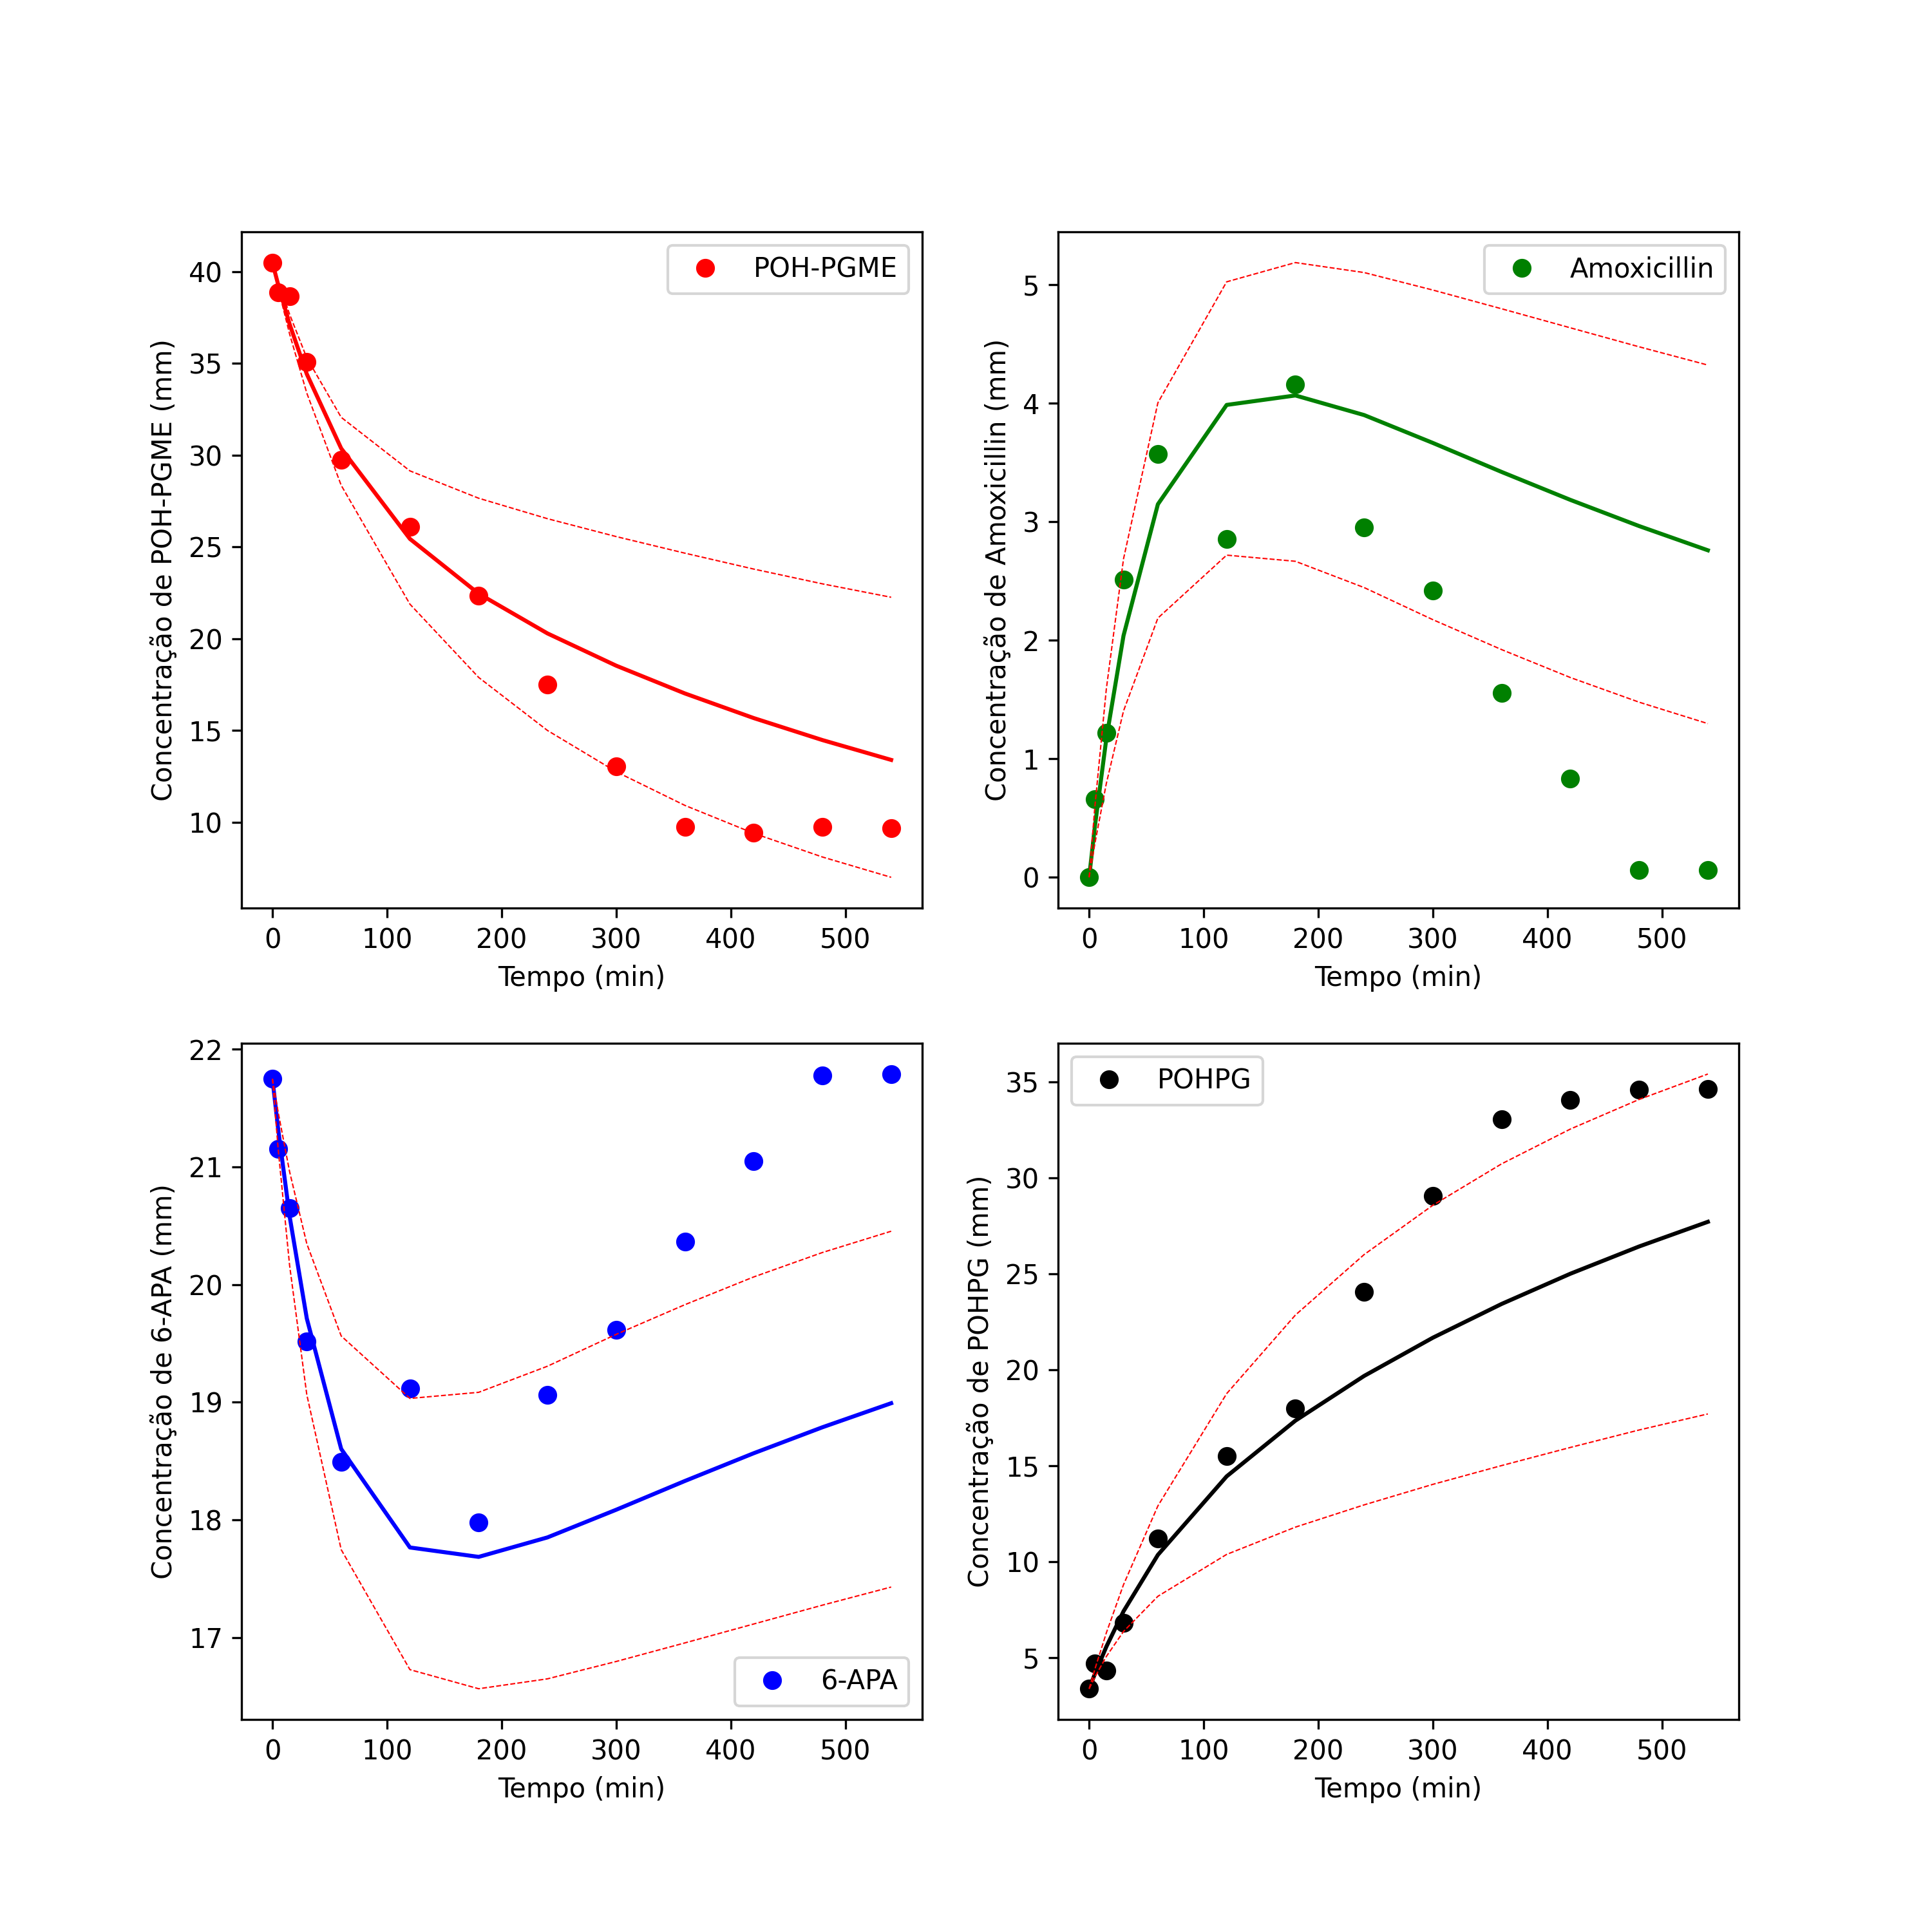 POH-PGME
Concentração de POH-PGME (mm)
40
35
30
25
20
15
10
0 100 200 300 400 500
Tempo (min)
Amoxicillin
Concentração de Amoxicillin (mm)
5
4
3
2
1
0
0 100 200 300 400 500
Tempo (min)
6-APA
Concentração de 6-APA (mm)
22
21
20
19
18
17
0 100 200 300 400 500
Tempo (min)
POHPG
Concentração de POHPG (mm)
35
30
25
20
15
10
5
0 100 200 300 400 500
Tempo (min)